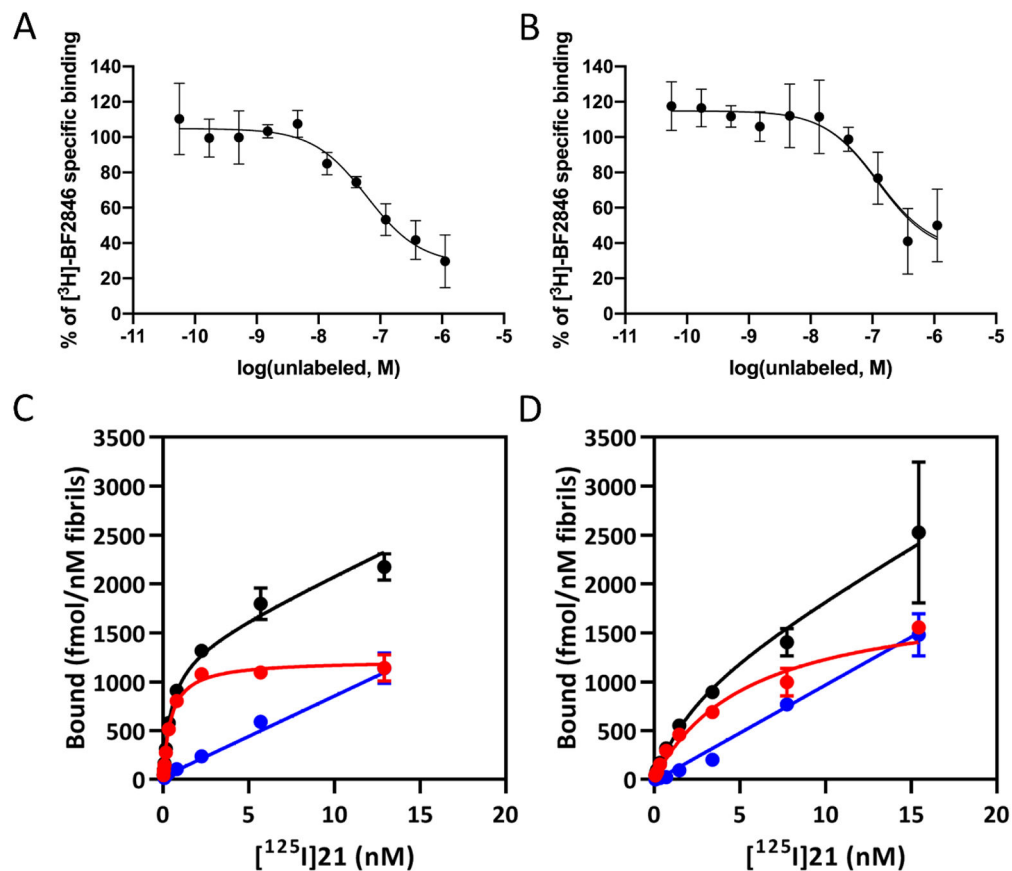 A
B
% of [³H]-BF2846 specific binding
140
120
100
80
60
40
20
0
-11 -10 -9 -8 -7 -6 -5
log(unlabeled, M)
% of [³H]-BF2846 specific binding
140
120
100
80
60
40
20
0
-11 -10 -9 -8 -7 -6 -5
log(unlabeled, M)
C
D
Bound (fmol/nM fibrils)
3500
3000
2500
2000
1500
1000
500
0
0 5 10 15 20
[¹²⁵I]21 (nM)
Bound (fmol/nM fibrils)
3500
3000
2500
2000
1500
1000
500
0
0 5 10 15 20
[¹²⁵I]21 (nM)